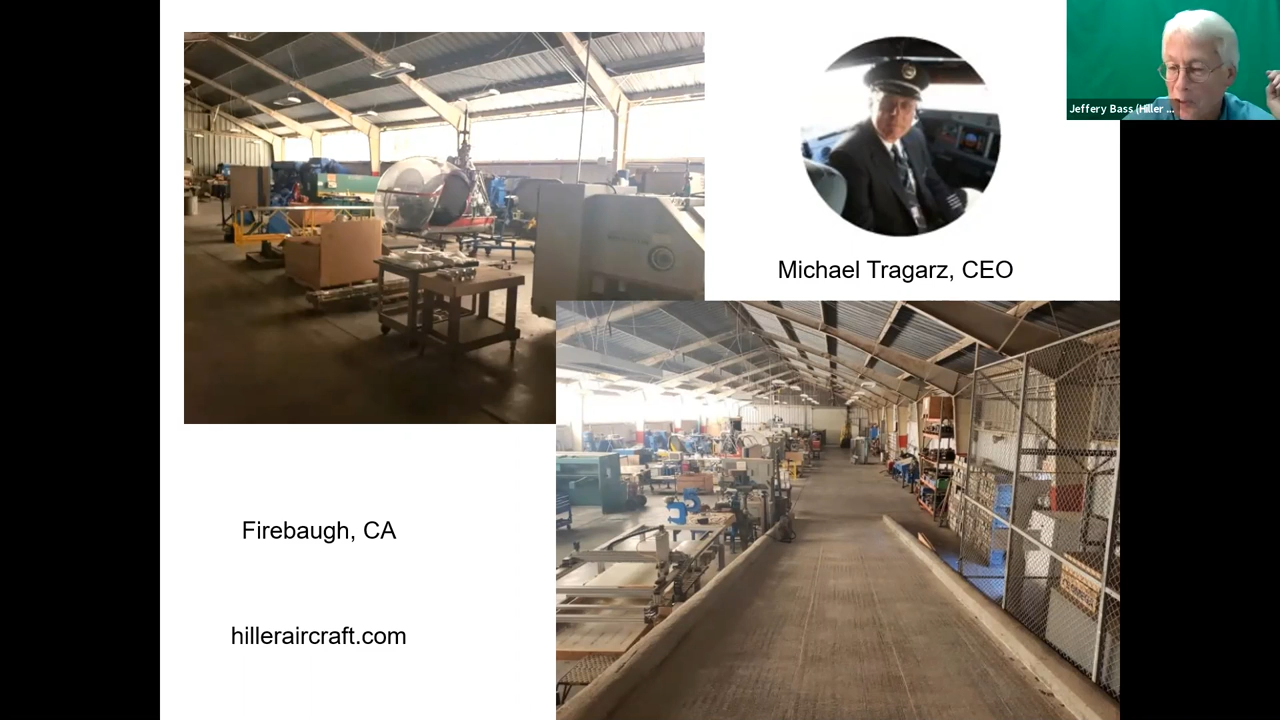 Jeffery Bass (Hiller ...
Michael Tragarz, CEO
Firebaugh, CA
hilleraircraft.com